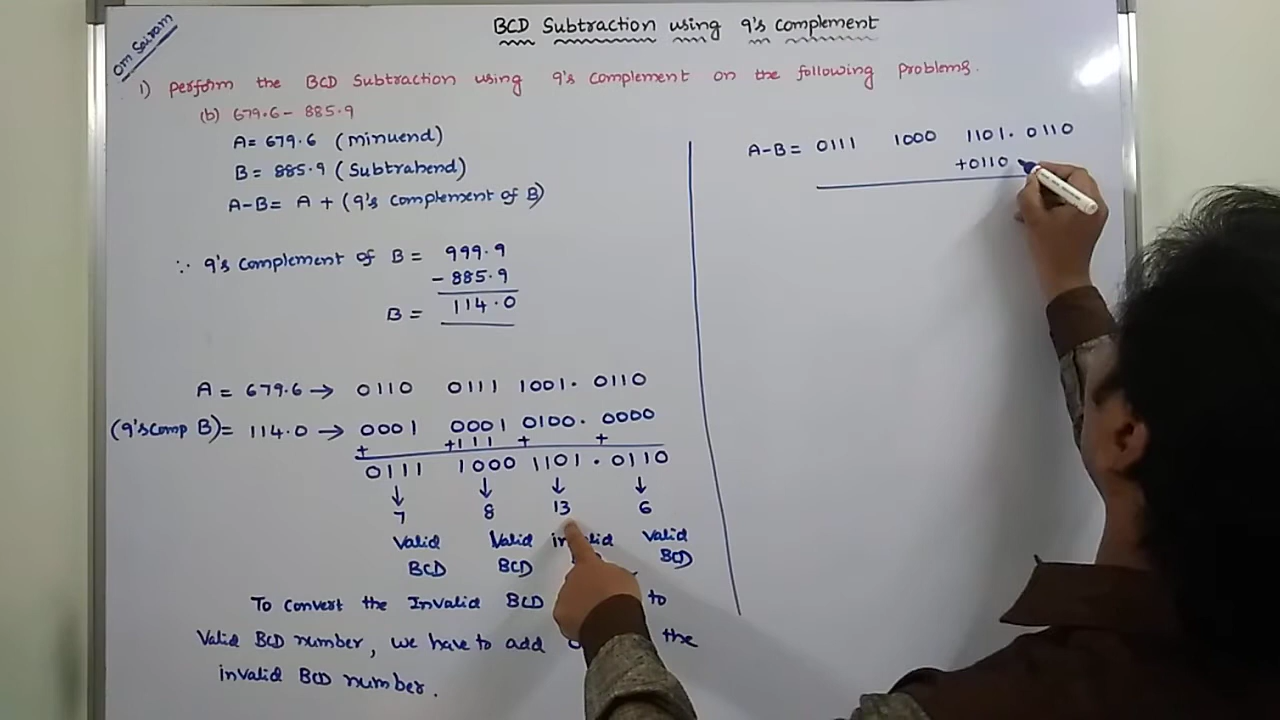 Om Sairam
BCD Subtraction using 9's complement
1) perform the BCD Subtraction using 9's complement on the following problems.
(b) 679.6 - 885.9
A = 679.6 (minuend)
B = 885.9 (Subtrahend)
A-B = A + (9's complement of B)
∵ 9's complement of B = 999.9
- 885.9
B = 114.0
A = 679.6 → 0110 0111 1001. 0110
(9's comp B) = 114.0 → 0001 0001 0100. 0000
+ +111 + +
0111 1000 1101 . 0110
↓ ↓ ↓ ↓
7 8 13 6
Valid Valid Valid
BCD BCD BCD
To convert the Invalid BCD to
Valid BCD number, we have to add the
invalid BCD number.
A-B = 0111 1000 1101. 0110
+0110